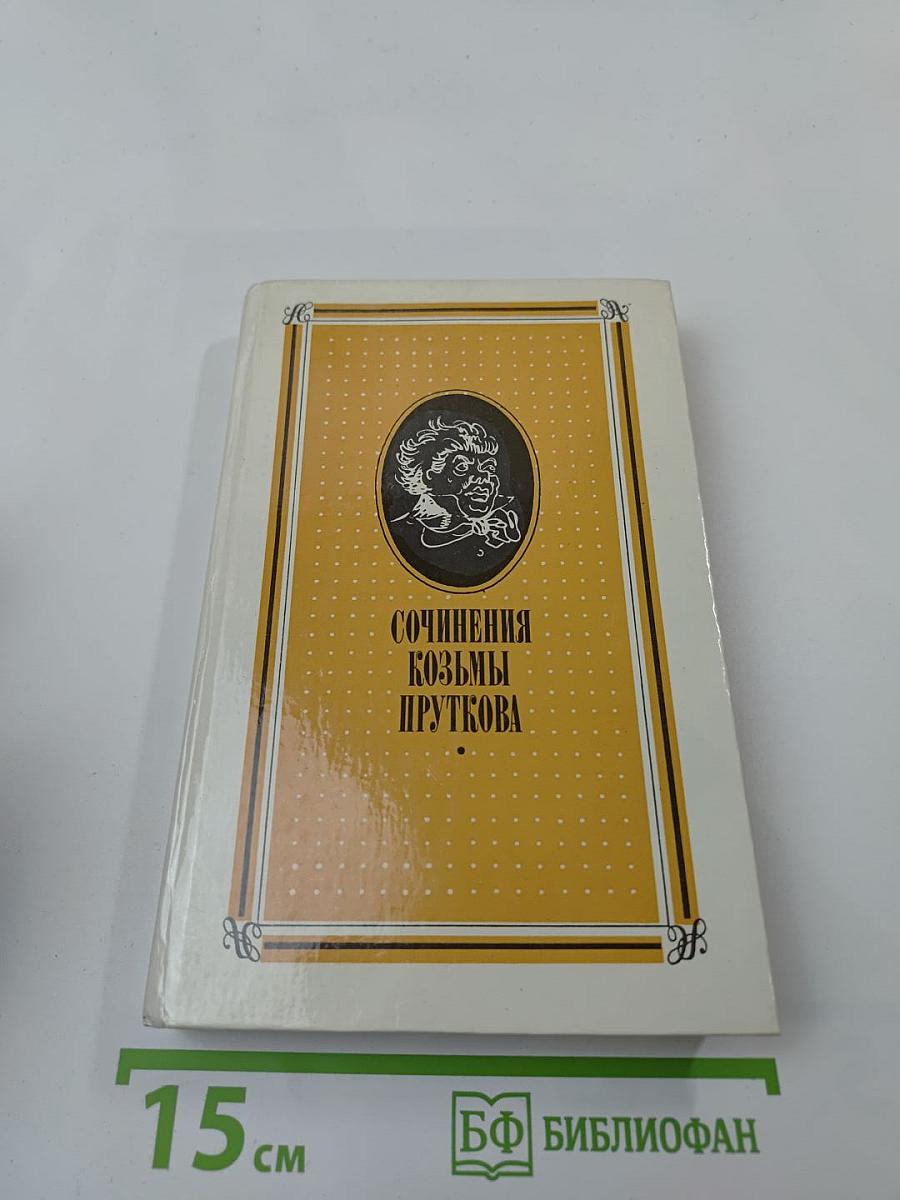 СОЧИНЕНИЯ
КОЗЬМЫ
ПРУТКОВА
15 см
БФ БИБЛИОФАН